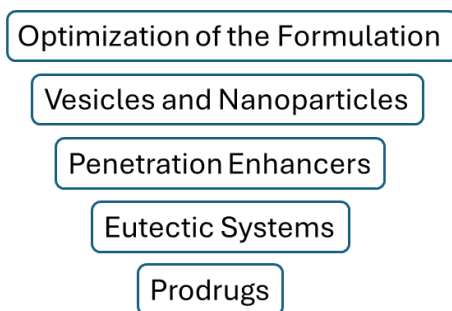 Optimization of the Formulation
Vesicles and Nanoparticles
Penetration Enhancers
Eutectic Systems
Prodrugs